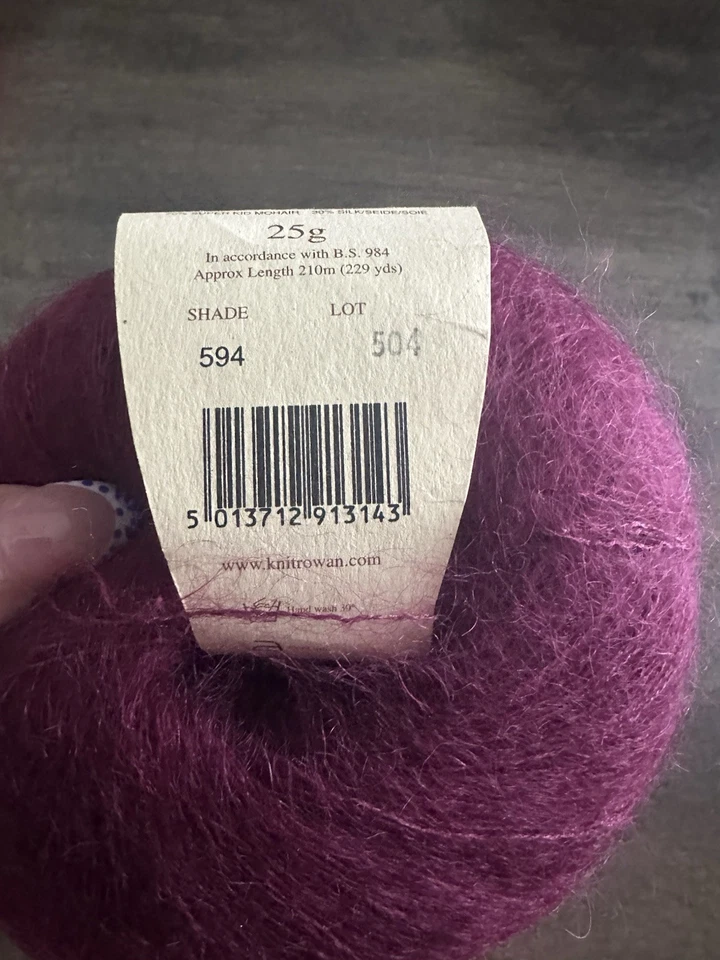 SUPER KID MOHAIR 30% SILK/SEIDE/SOIE
25g
In accordance with B.S. 984
Approx Length 210m (229 yds)
SHADE LOT
594 504
5 013712 913143
www.knitrowan.com
Hand wash 30°